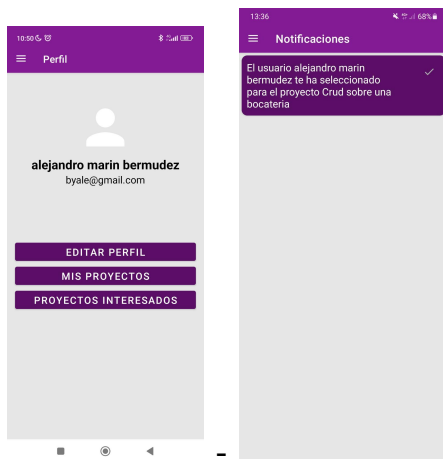 10:50
Perfil
alejandro marin bermudez
byale@gmail.com
EDITAR PERFIL
MIS PROYECTOS
PROYECTOS INTERESADOS
13:36
68%
Notificaciones
El usuario alejandro marin
bermudez te ha seleccionado
para el proyecto Crud sobre una
bocateria